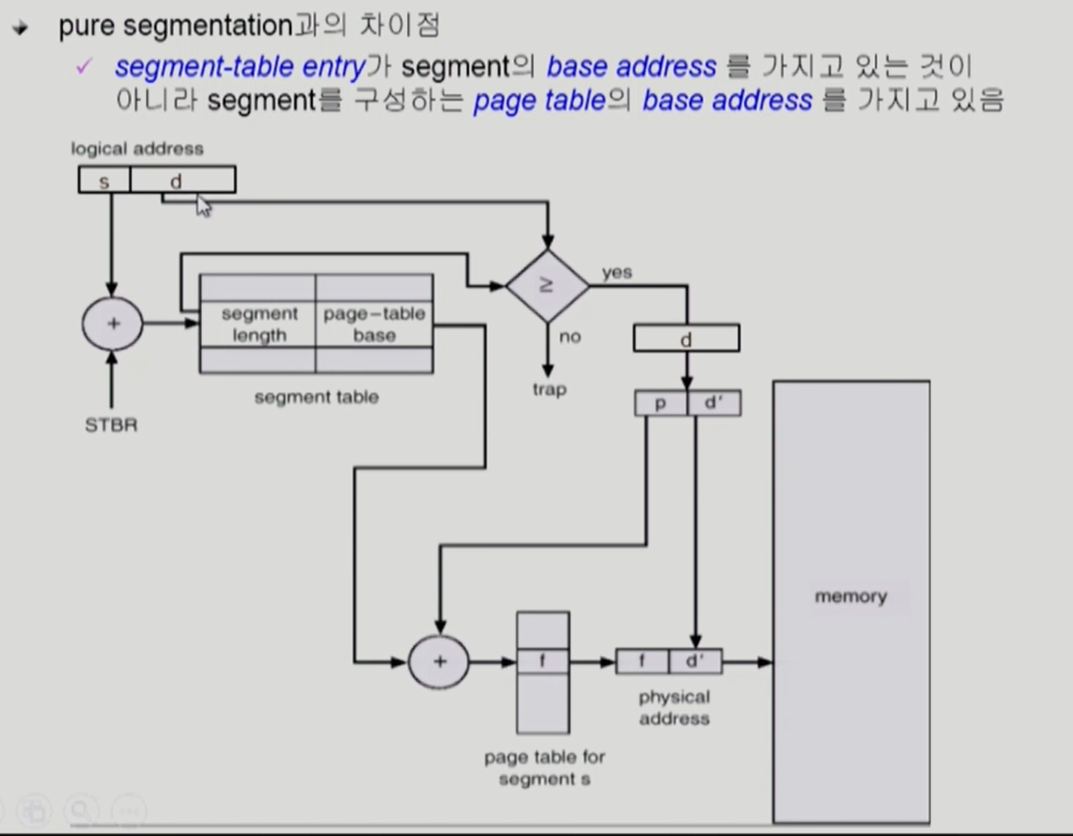 pure segmentation과의 차이점
segment-table entry가 segment의 base address 를 가지고 있는 것이
아니라 segment를 구성하는 page table의 base address 를 가지고 있음
logical address
s d
segment length
page-table base
segment table
+
STBR
≥
yes
no
trap
d
p d'
memory
+
f
f d'
physical
address
page table for
segment s